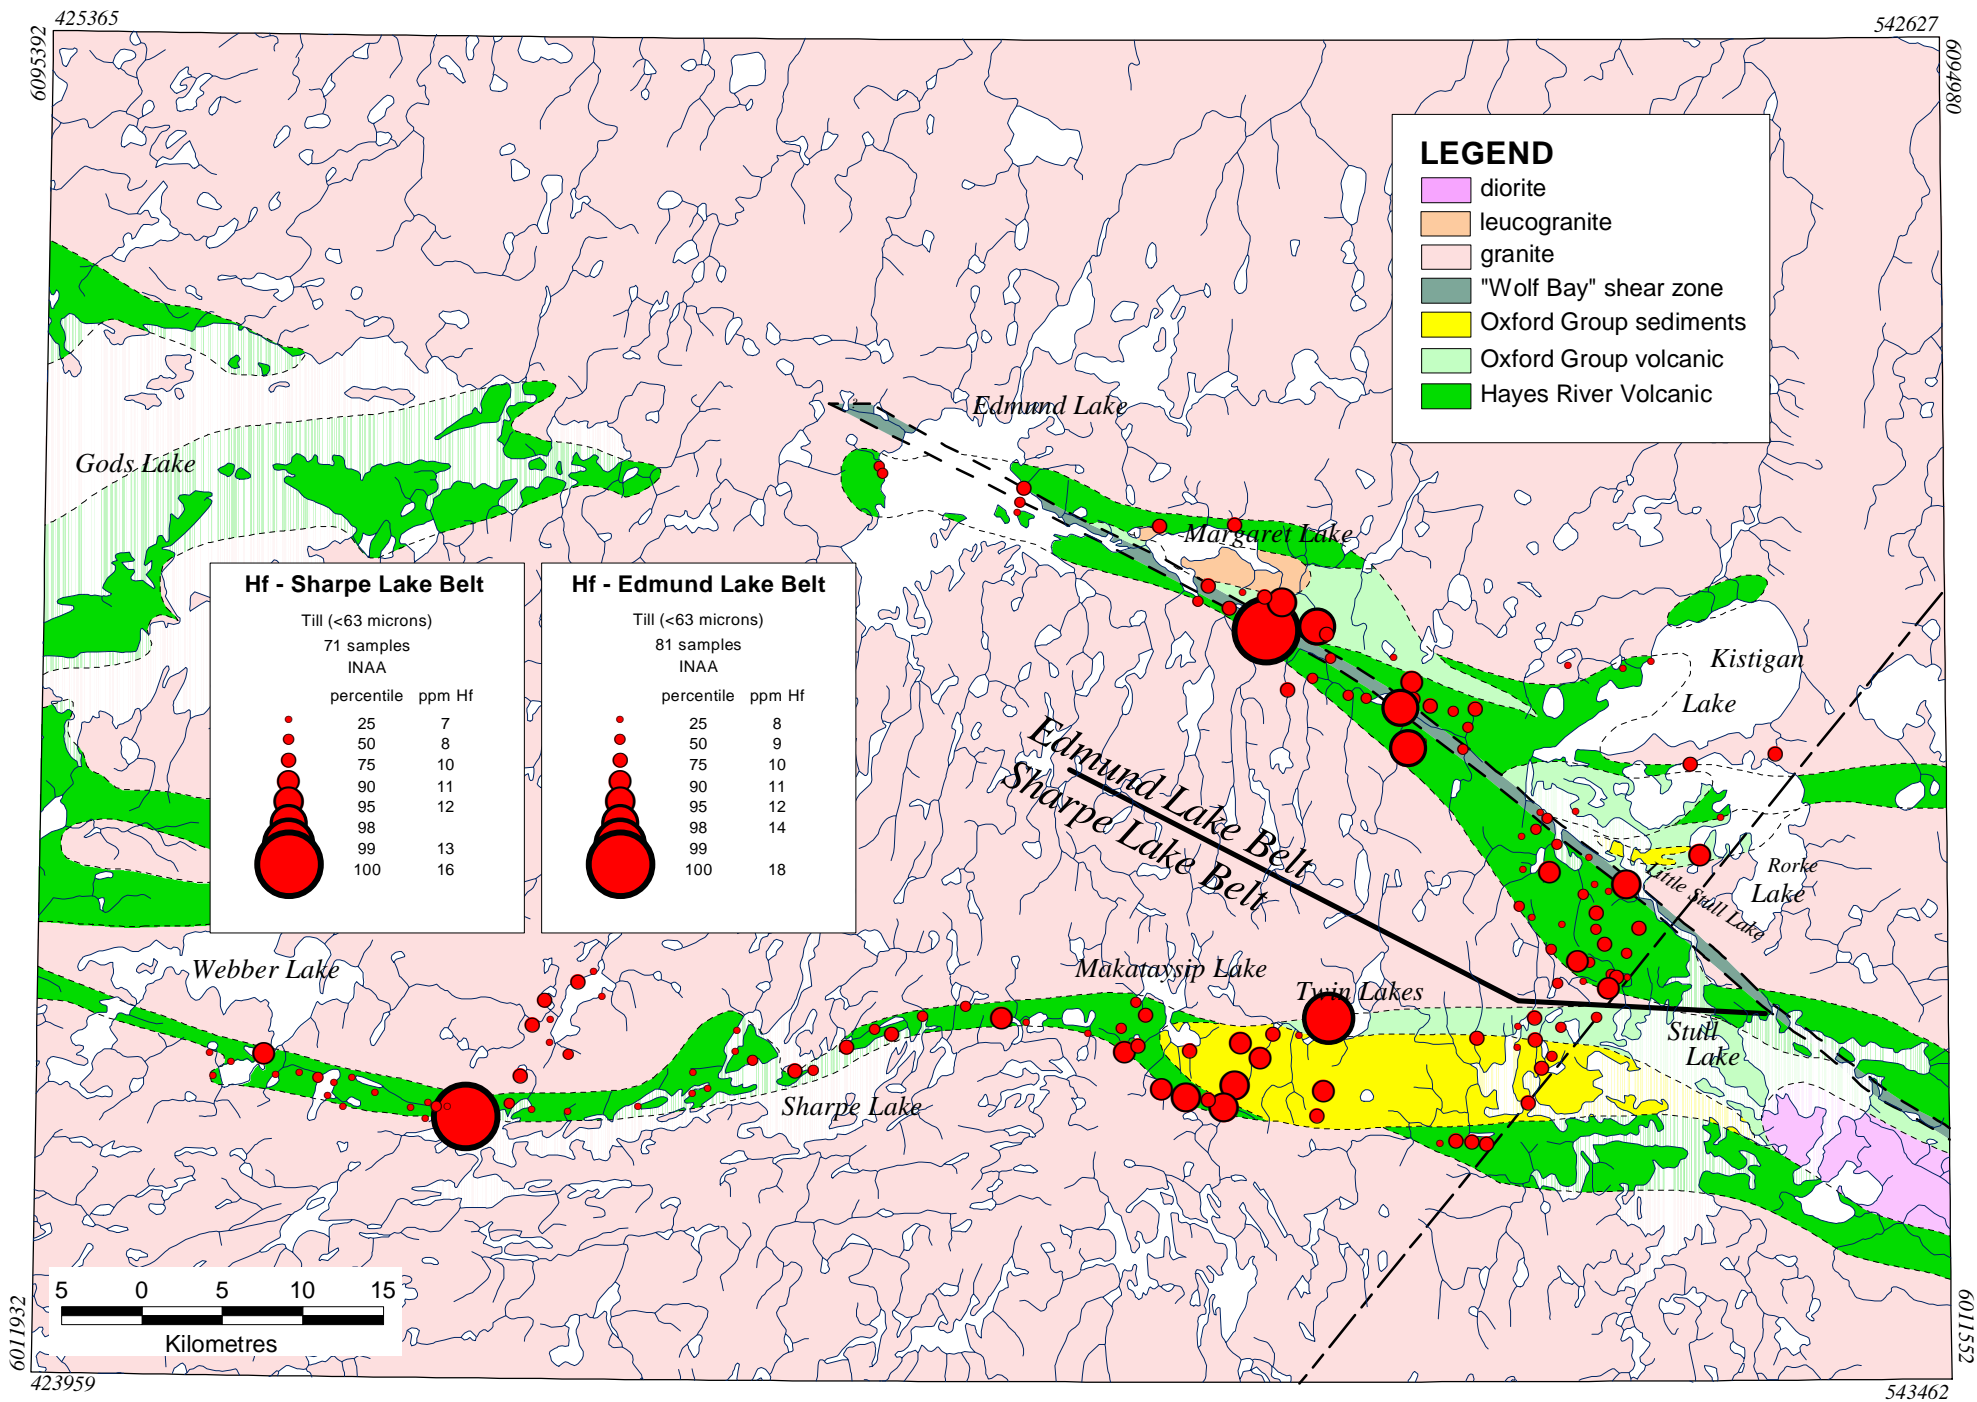 425365
542627
6095392
6094980
LEGEND
diorite
leucogranite
granite
"Wolf Bay" shear zone
Oxford Group sediments
Oxford Group volcanic
Hayes River Volcanic
Edmund Lake
Gods Lake
Margaret Lake
Hf - Sharpe Lake Belt
Till (<63 microns)
71 samples
INAA
percentile ppm Hf
25 7
50 8
75 10
90 11
95 12
98
99 13
100 16
Hf - Edmund Lake Belt
Till (<63 microns)
81 samples
INAA
percentile ppm Hf
25 8
50 9
75 10
90 11
95 12
98 14
99
100 18
Kistigan
Lake
Edmund Lake Belt
Sharpe Lake Belt
Rorke
Lake
Little Stull Lake
Webber Lake
Makataysip Lake
Twin Lakes
Stull
Lake
Sharpe Lake
5 0 5 10 15
Kilometres
6011932
6011552
423959
543462